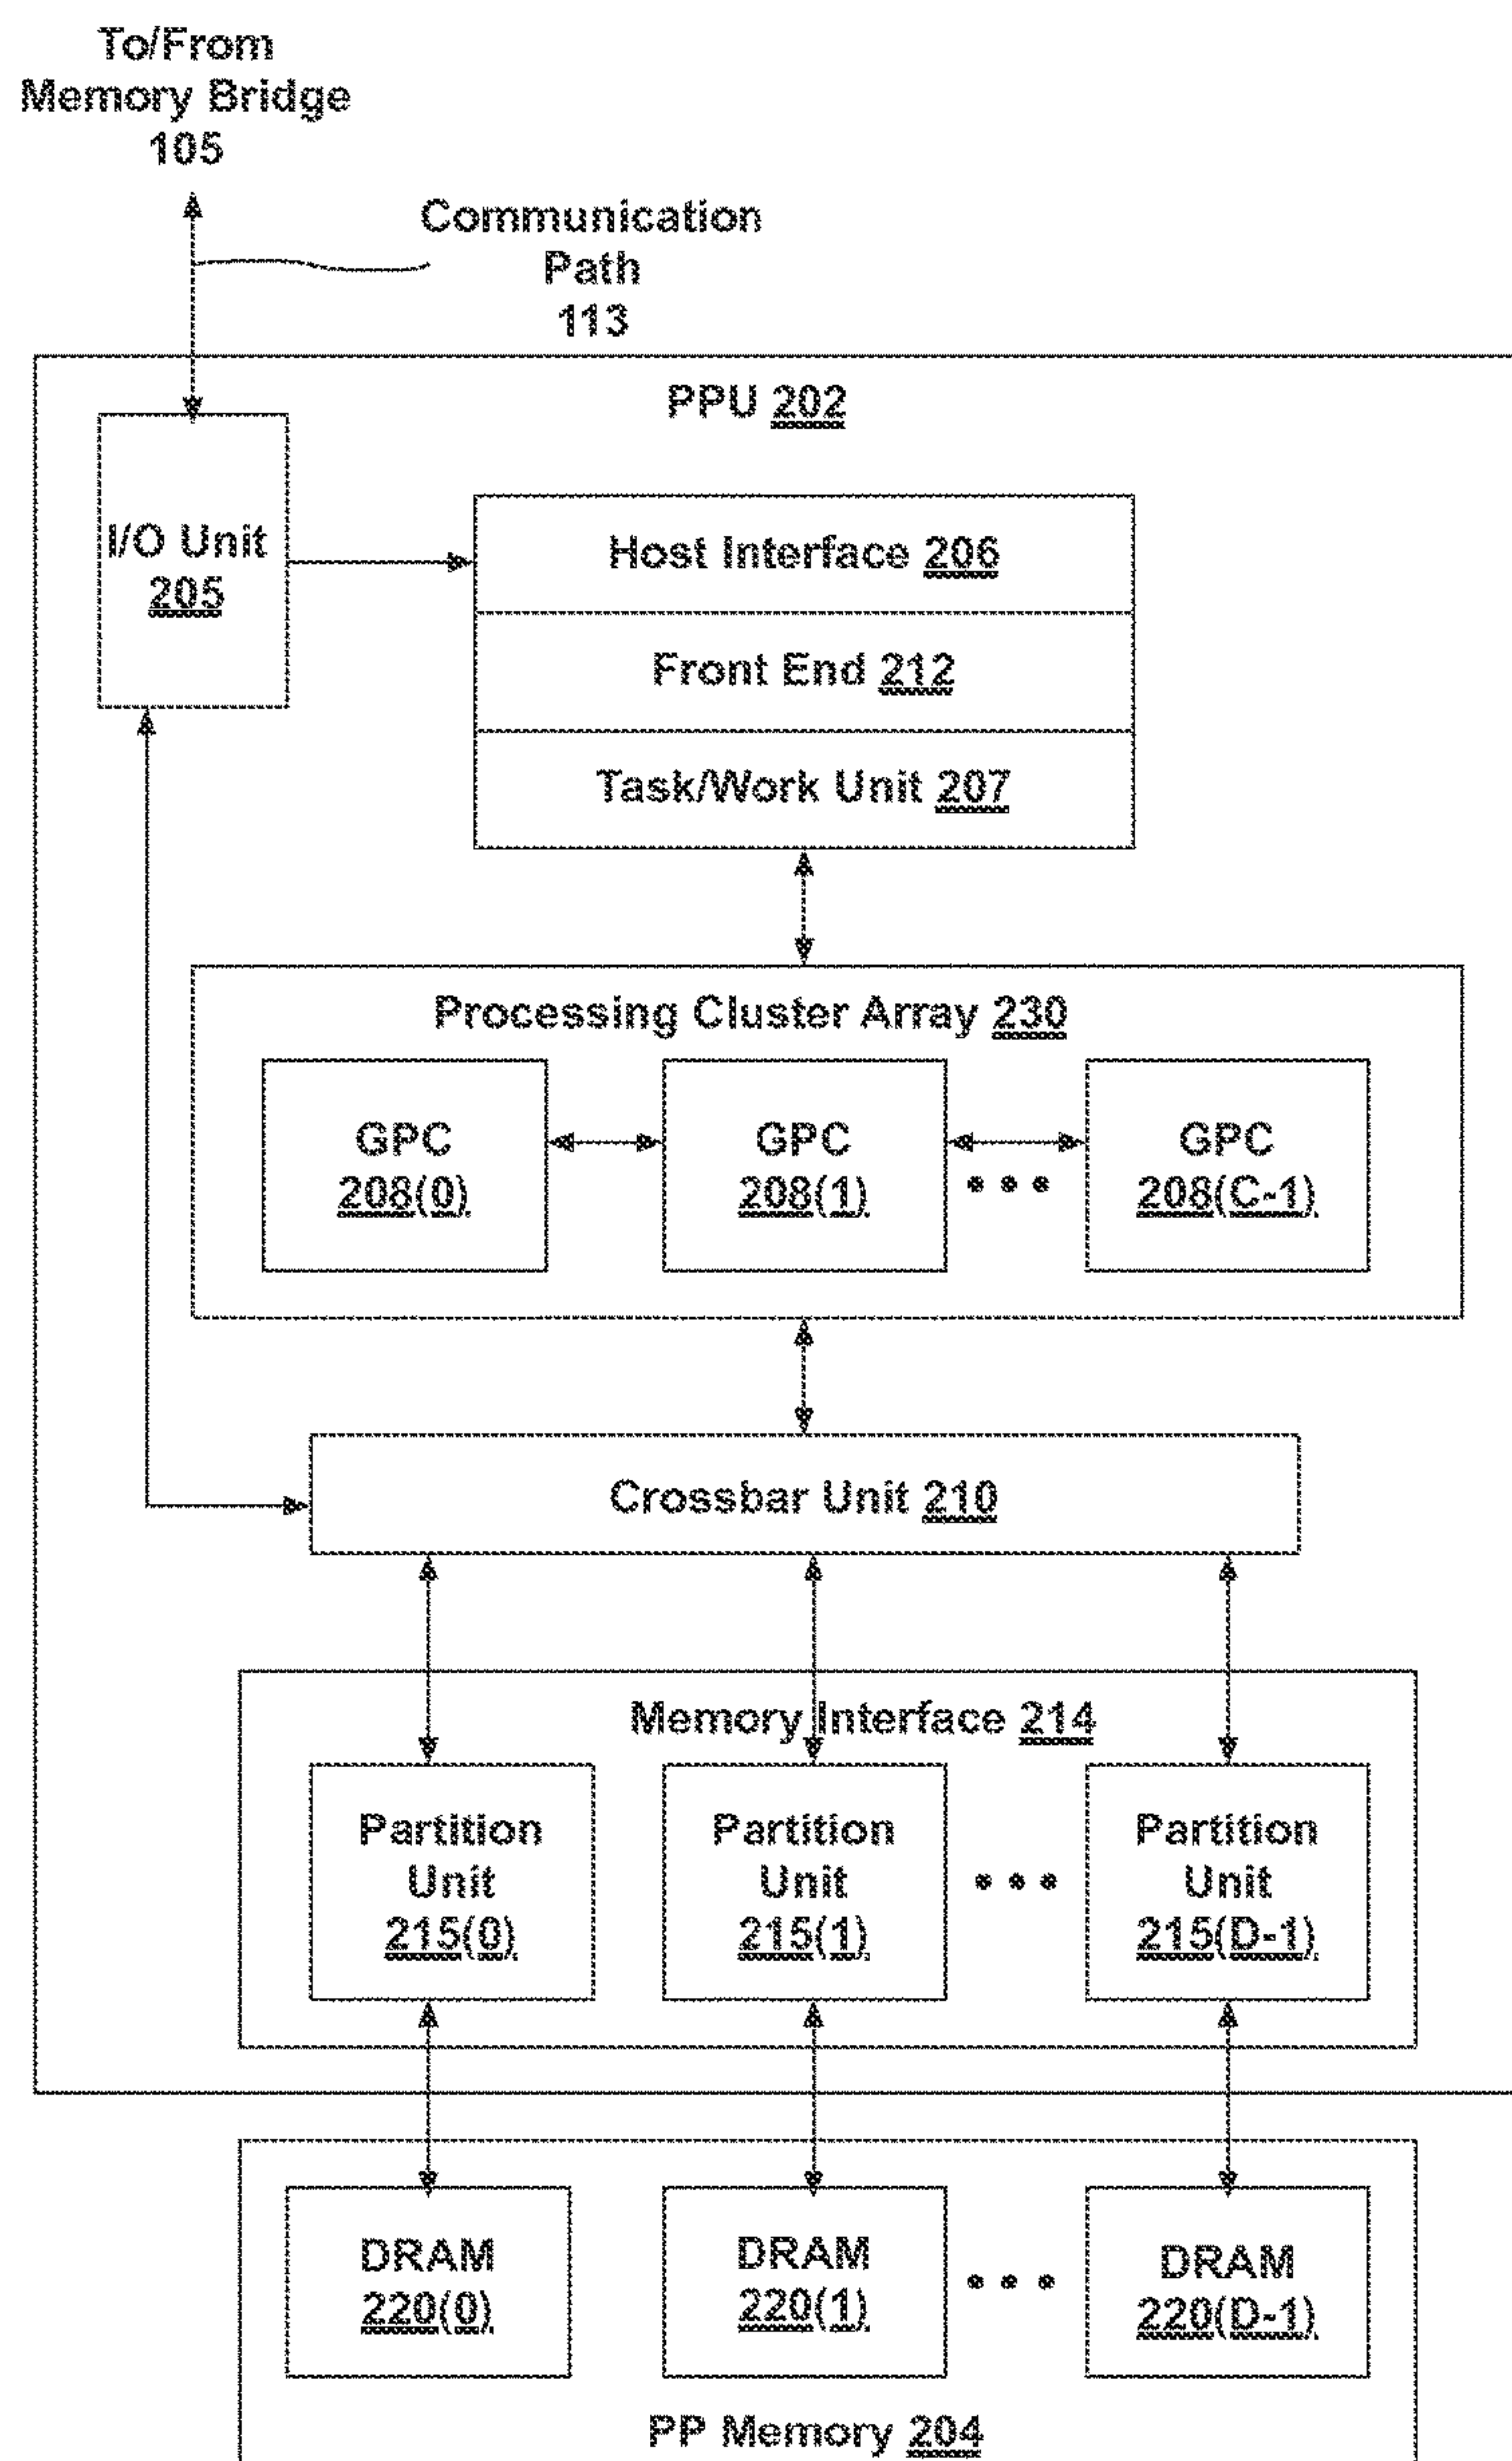 To/From
Memory Bridge
105
Communication
Path
113
PPU 202
I/O Unit
205
Host Interface 206
Front End 212
Task/Work Unit 207
Processing Cluster Array 230
GPC
208(0)
GPC
208(1)
GPC
208(C-1)
Crossbar Unit 210
Memory Interface 214
Partition
Unit
215(0)
Partition
Unit
215(1)
Partition
Unit
215(D-1)
DRAM
220(0)
DRAM
220(1)
DRAM
220(D-1)
PP Memory 204